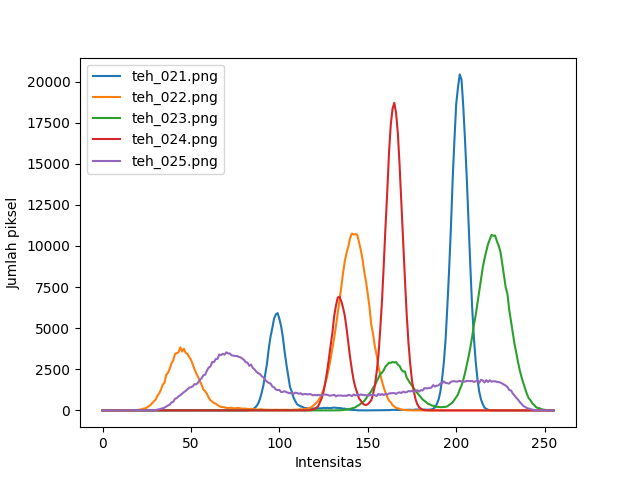 teh_021.png
teh_022.png
teh_023.png
teh_024.png
teh_025.png
20000
17500
15000
12500
10000
7500
5000
2500
0
Jumlah piksel
0 50 100 150 200 250
Intensitas